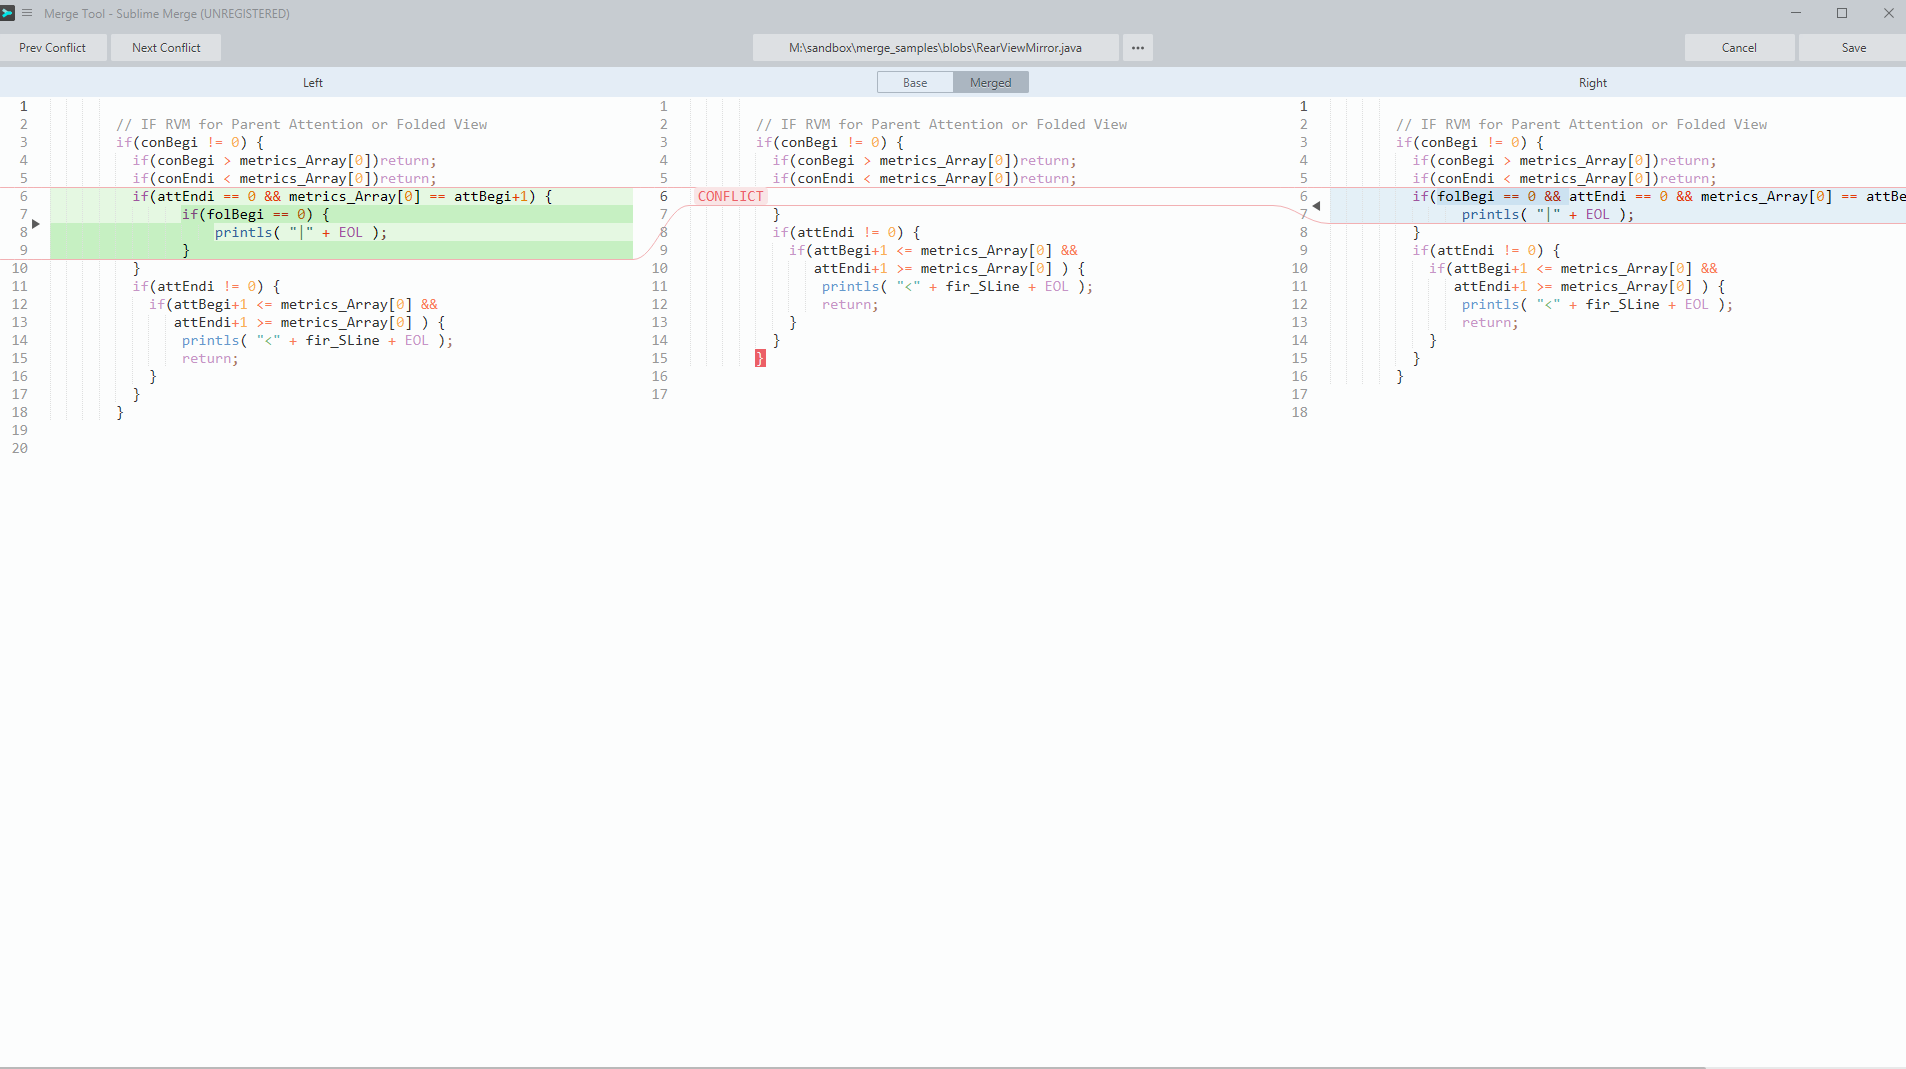 Merge Tool - Sublime Merge (UNREGISTERED)
Prev Conflict
Next Conflict
M:\sandbox\merge_samples\blobs\RearViewMirror.java
•••
Cancel
Save
Left
Base
Merged
Right
1
2 // IF RVM for Parent Attention or Folded View
3 if(conBegi != 0) {
4 if(conBegi > metrics_Array[0])return;
5 if(conEndi < metrics_Array[0])return;
6 if(attEndi == 0 && metrics_Array[0] == attBegi+1) {
7 if(folBegi == 0) {
8 printls( "|" + EOL );
9 }
10 }
11 if(attEndi != 0) {
12 if(attBegi+1 <= metrics_Array[0] &&
13 attEndi+1 >= metrics_Array[0] ) {
14 printls( "<" + fir_SLine + EOL );
15 return;
16 }
17 }
18 }
19
20
1
2 // IF RVM for Parent Attention or Folded View
3 if(conBegi != 0) {
4 if(conBegi > metrics_Array[0])return;
5 if(conEndi < metrics_Array[0])return;
6 CONFLICT
7 }
8 if(attEndi != 0) {
9 if(attBegi+1 <= metrics_Array[0] &&
10 attEndi+1 >= metrics_Array[0] ) {
11 printls( "<" + fir_SLine + EOL );
12 return;
13 }
14 }
15 }
16
17
1
2 // IF RVM for Parent Attention or Folded View
3 if(conBegi != 0) {
4 if(conBegi > metrics_Array[0])return;
5 if(conEndi < metrics_Array[0])return;
6 if(folBegi == 0 && attEndi == 0 && metrics_Array[0] == attBe
7 printls( "|" + EOL );
8 }
9 if(attEndi != 0) {
10 if(attBegi+1 <= metrics_Array[0] &&
11 attEndi+1 >= metrics_Array[0] ) {
12 printls( "<" + fir_SLine + EOL );
13 return;
14 }
15 }
16 }
17
18